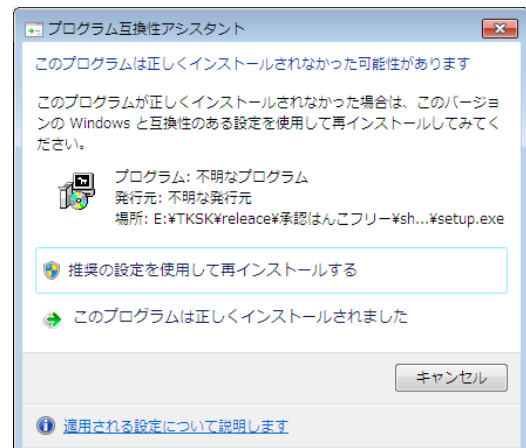 プログラム互換性アシスタント
このプログラムは正しくインストールされなかった可能性があります
このプログラムが正しくインストールされなかった場合は、このバージョ
ンの Windows と互換性のある設定を使用して再インストールしてみてく
ださい。
プログラム: 不明なプログラム
発行元: 不明な発行元
場所: E:¥TKSK¥releace¥承認はんこフリー¥sh...¥setup.exe
推奨の設定を使用して再インストールする
このプログラムは正しくインストールされました
キャンセル
適用される設定について説明します